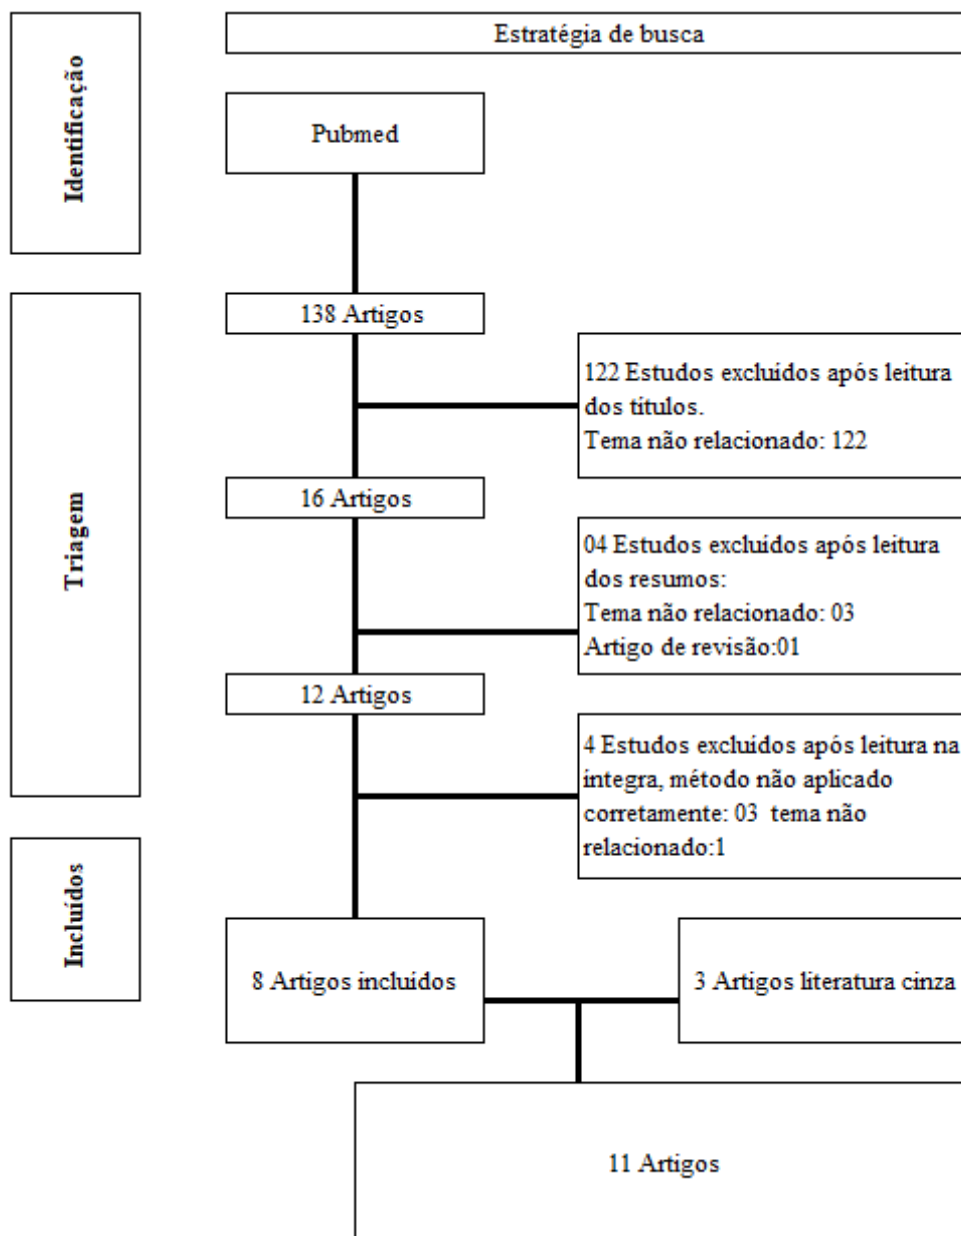 Identificação
Estratégia de busca
Pubmed
Triagem
138 Artigos
122 Estudos excluídos após leitura
dos títulos.
Tema não relacionado: 122
16 Artigos
04 Estudos excluídos após leitura
dos resumos:
Tema não relacionado: 03
Artigo de revisão:01
12 Artigos
4 Estudos excluídos após leitura na
integra, método não aplicado
corretamente: 03 tema não
relacionado:1
Incluídos
8 Artigos incluídos
3 Artigos literatura cinza
11 Artigos